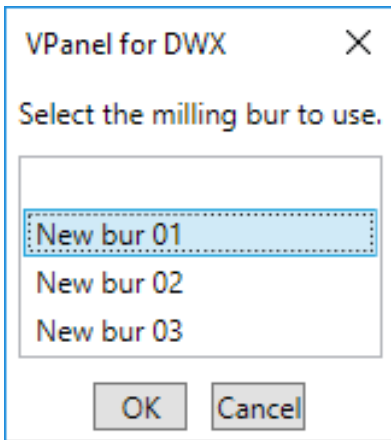 VPanel for DWX
Select the milling bur to use.
New bur 01
New bur 02
New bur 03
OK Cancel